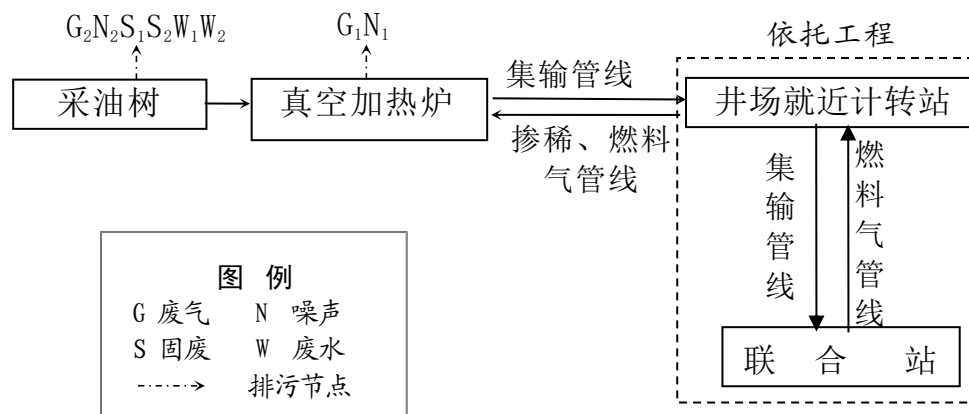 G₂N₂S₁S₂W₁W₂
G₁N₁
依托工程
采油树
真空加热炉
集输管线
掺稀、燃料
气管线
井场就近计转站
集输管线
燃料气管线
联 合 站
图 例
G 废气 N 噪声
S 固废 W 废水
排污节点